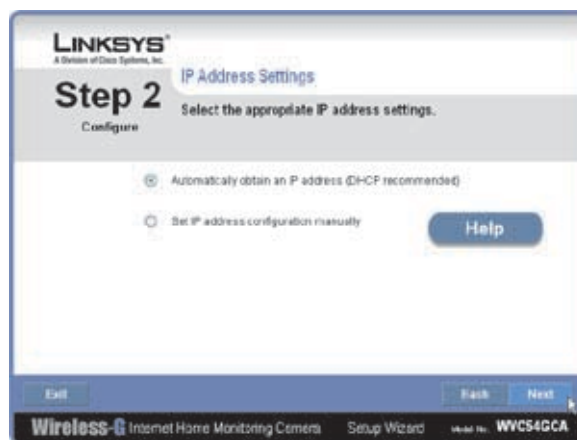 LINKSYS®
A Division of Cisco Systems, Inc.
Step 2
Configure
IP Address Settings
Select the appropriate IP address settings.
Automatically obtain an IP address (DHCP recommended)
Set IP address configuration manually
Help
Exit
Back
Next
Wireless-G Internet Home Monitoring Camera Setup Wizard Model No. WVC54GCA